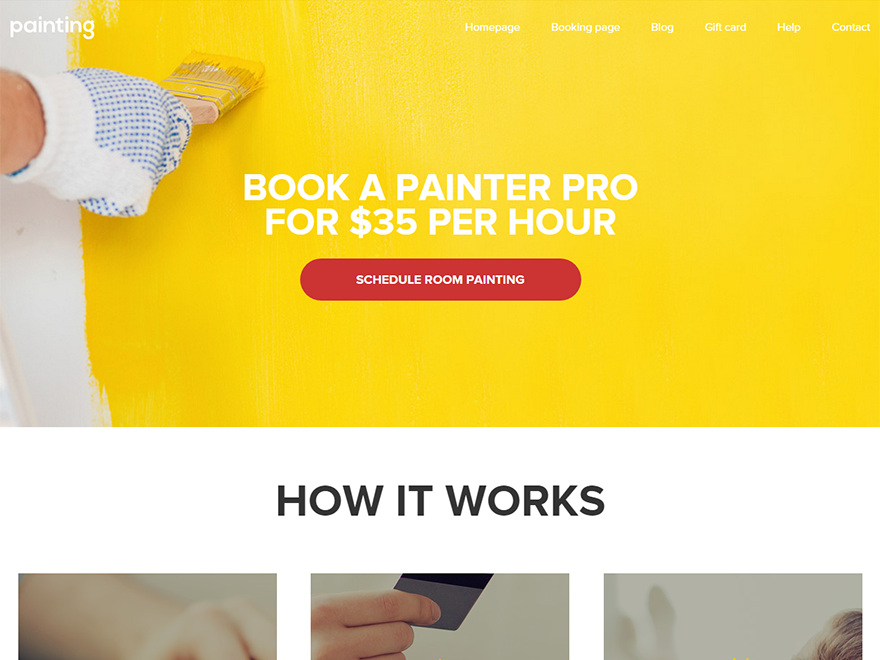 painting
Homepage Booking page Blog Gift card Help Contact
BOOK A PAINTER PRO
FOR $35 PER HOUR
SCHEDULE ROOM PAINTING
HOW IT WORKS